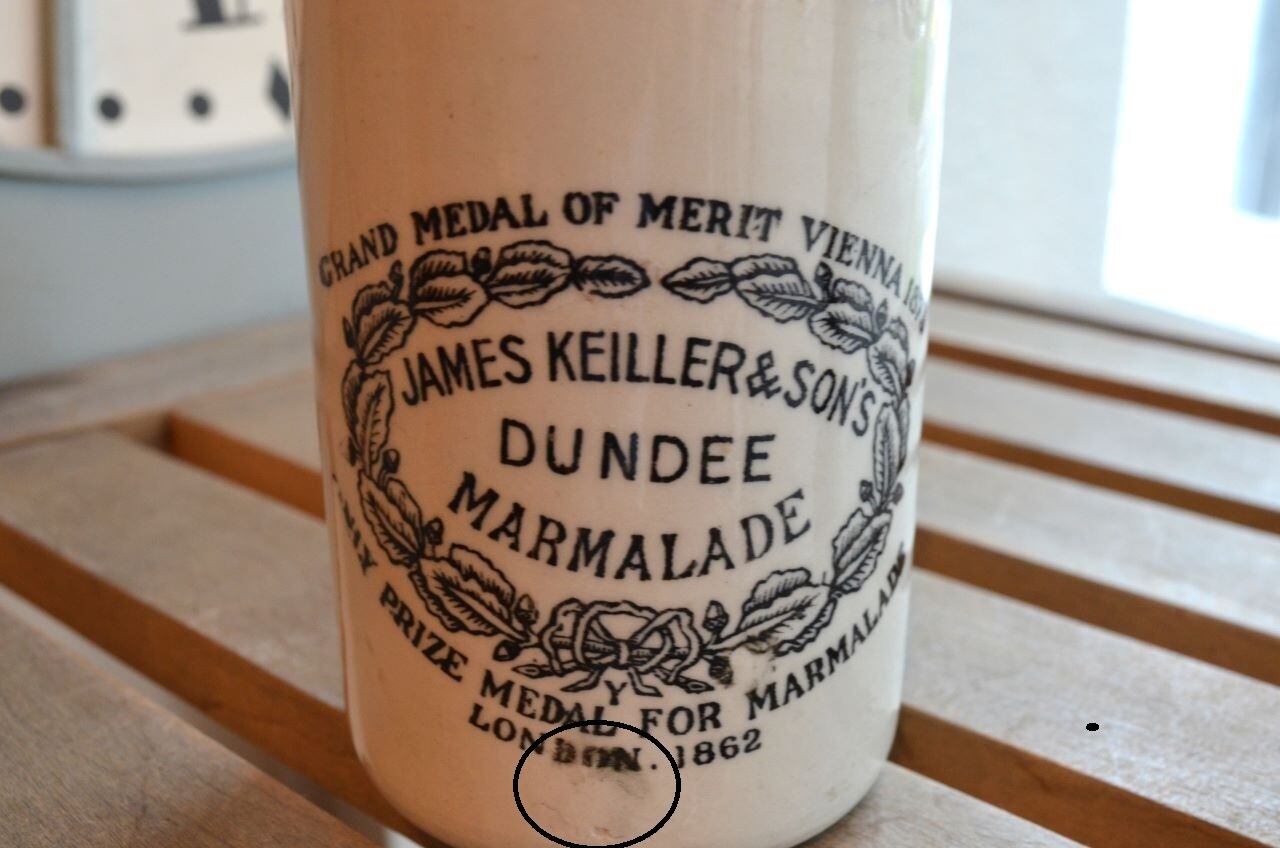 GRAND MEDAL OF MERIT VIENNA
JAMES KEILLER & SON'S
DUNDEE
MARMALADE
PRIZE MEDAL FOR MARMALADE
Y
LONDON. 1862